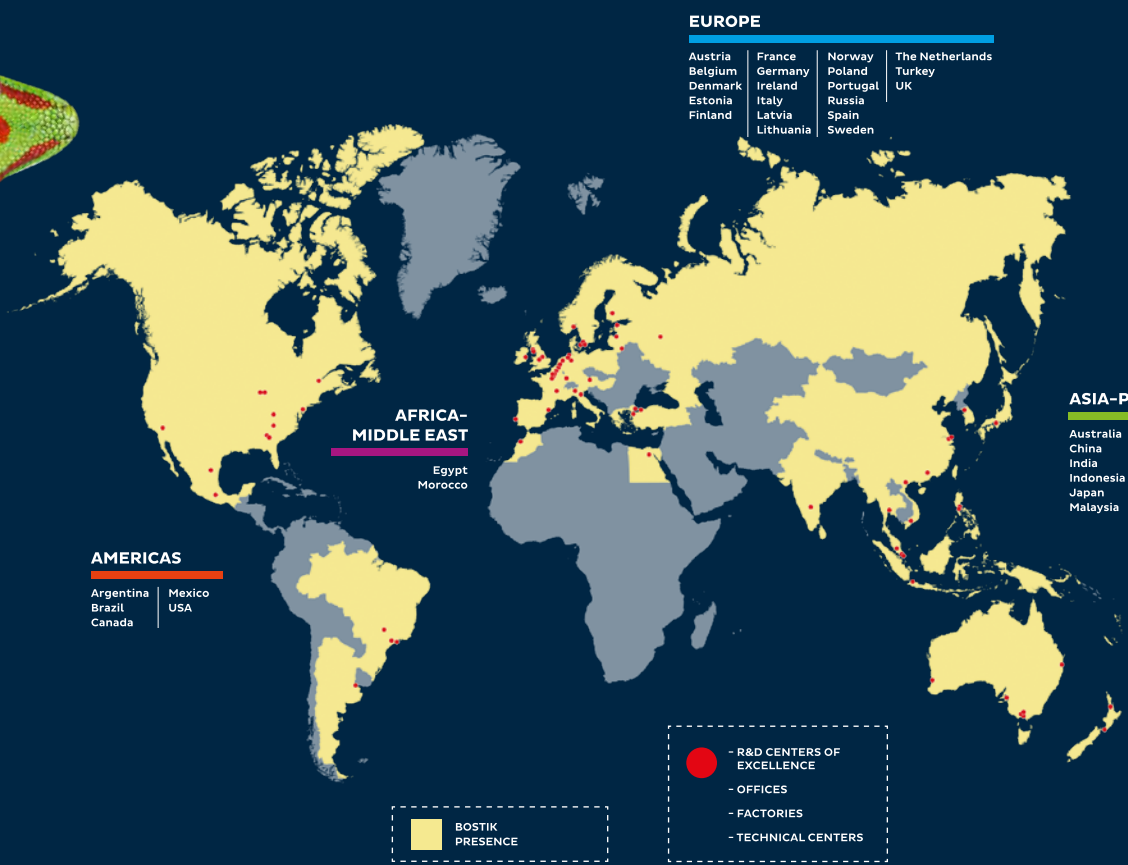 EUROPE
Austria
Belgium
Denmark
Estonia
Finland
France
Germany
Ireland
Italy
Latvia
Lithuania
Norway
Poland
Portugal
Russia
Spain
Sweden
The Netherlands
Turkey
UK
AFRICA-
MIDDLE EAST
Egypt
Morocco
ASIA-P
Australia
China
India
Indonesia
Japan
Malaysia
AMERICAS
Argentina
Brazil
Canada
Mexico
USA
- R&D CENTERS OF
EXCELLENCE
- OFFICES
- FACTORIES
- TECHNICAL CENTERS
BOSTIK
PRESENCE